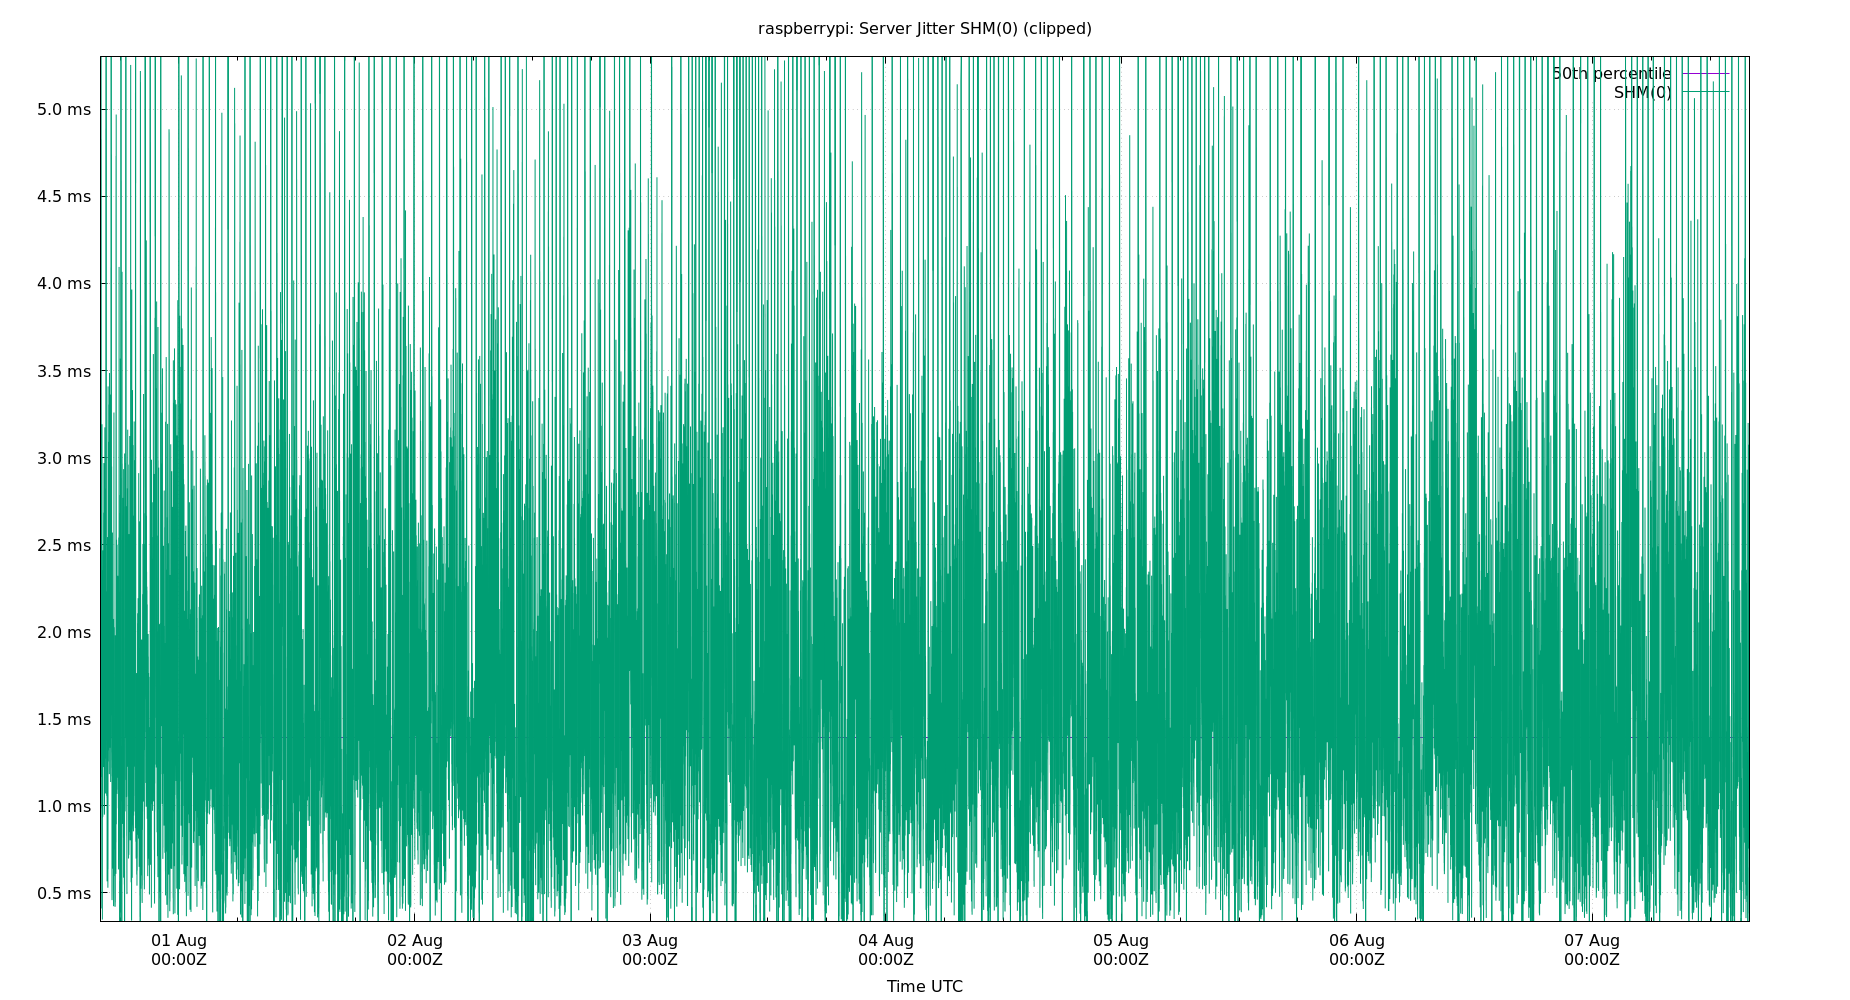 raspberrypi: Server Jitter SHM(0) (clipped)
50th percentile
SHM(0)
5.0 ms
4.5 ms
4.0 ms
3.5 ms
3.0 ms
2.5 ms
2.0 ms
1.5 ms
1.0 ms
0.5 ms
01 Aug 02 Aug 03 Aug 04 Aug 05 Aug 06 Aug 07 Aug
00:00Z 00:00Z 00:00Z 00:00Z 00:00Z 00:00Z 00:00Z
Time UTC